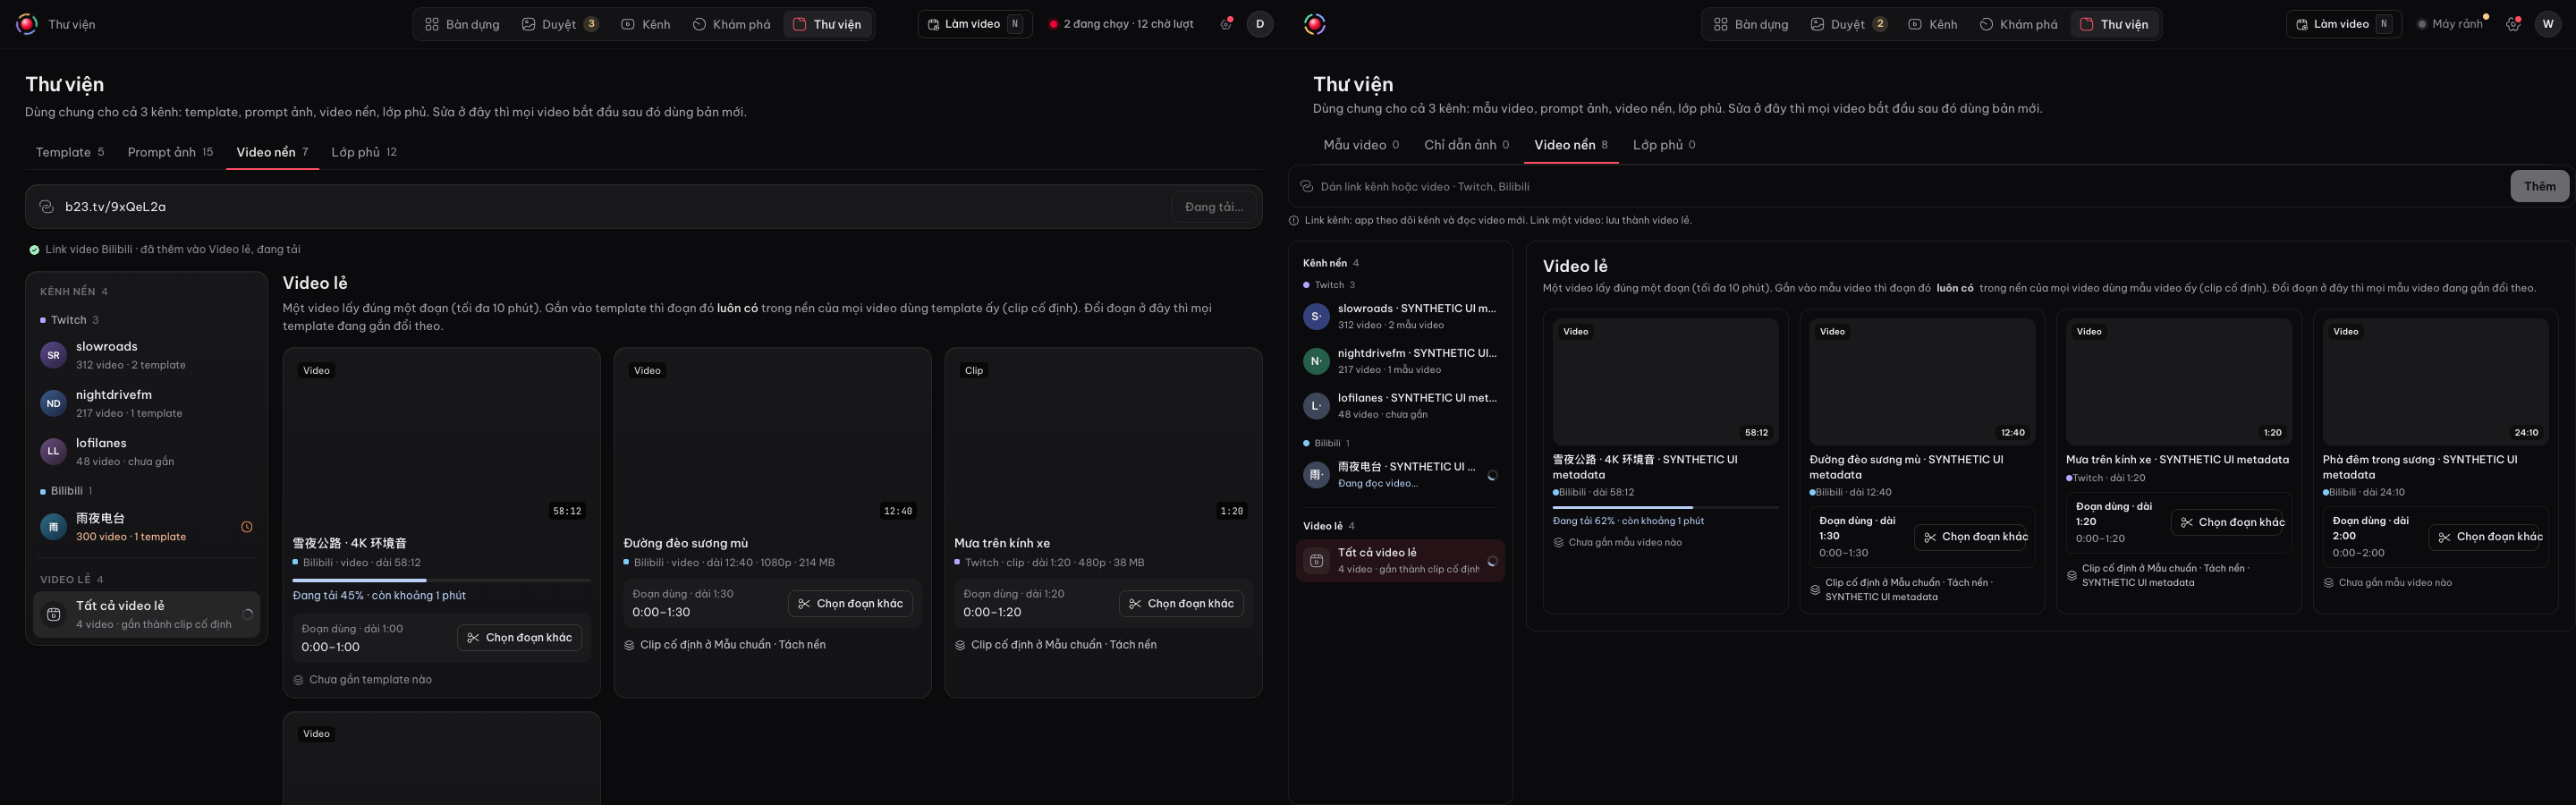 Thư viện
Bàn dựng
Duyệt 3
Kênh
Khám phá
Thư viện
Làm video N
2 đang chạy · 12 chờ lượt
D
Thư viện
Dùng chung cho cả 3 kênh: template, prompt ảnh, video nền, lớp phủ. Sửa ở đây thì mọi video bắt đầu sau đó dùng bản mới.
Template 5
Prompt ảnh 15
Video nền 7
Lớp phủ 12
b23.tv/9xQeL2a
Đang tải…
Link video Bilibili · đã thêm vào Video lẻ, đang tải
KÊNH NỀN 4
Twitch 3
SR
slowroads
312 video · 2 template
ND
nightdrivefm
217 video · 1 template
LL
lofilanes
48 video · chưa gắn
Bilibili 1
雨
雨夜电台
300 video · 1 template
VIDEO LẺ 4
Tất cả video lẻ
4 video · gắn thành clip cố định
Video lẻ
Một video lấy đúng một đoạn (tối đa 10 phút). Gắn vào template thì đoạn đó luôn có trong nền của mọi video dùng template ấy (clip cố định). Đổi đoạn ở đây thì mọi
template đang gắn đổi theo.
Video
58:12
雪夜公路 · 4K 环境音
Bilibili · video · dài 58:12
Đang tải 45% · còn khoảng 1 phút
Đoạn dùng · dài 1:00
0:00–1:00
Chọn đoạn khác
Chưa gắn template nào
Video
12:40
Đường đèo sương mù
Bilibili · video · dài 12:40 · 1080p · 214 MB
Đoạn dùng · dài 1:30
0:00–1:30
Chọn đoạn khác
Clip cố định ở Mẫu chuẩn · Tách nền
Clip
1:20
Mưa trên kính xe
Twitch · clip · dài 1:20 · 480p · 38 MB
Đoạn dùng · dài 1:20
0:00–1:20
Chọn đoạn khác
Clip cố định ở Mẫu chuẩn · Tách nền
Video
Bàn dựng
Duyệt 2
Kênh
Khám phá
Thư viện
Làm video N
Máy rảnh
W
Thư viện
Dùng chung cho cả 3 kênh: mẫu video, prompt ảnh, video nền, lớp phủ. Sửa ở đây thì mọi video bắt đầu sau đó dùng bản mới.
Mẫu video 0
Chỉ dẫn ảnh 0
Video nền 8
Lớp phủ 0
Dán link kênh hoặc video · Twitch, Bilibili
Thêm
Link kênh: app theo dõi kênh và đọc video mới. Link một video: lưu thành video lẻ.
Kênh nền 4
Twitch 3
S·
slowroads · SYNTHETIC UI m...
312 video · 2 mẫu video
N·
nightdrivefm · SYNTHETIC UI...
217 video · 1 mẫu video
L·
lofilanes · SYNTHETIC UI met...
48 video · chưa gắn
Bilibili 1
雨·
雨夜电台 · SYNTHETIC UI ...
Đang đọc video…
Video lẻ 4
Tất cả video lẻ
4 video · gắn thành clip cố định
Video lẻ
Một video lấy đúng một đoạn (tối đa 10 phút). Gắn vào mẫu video thì đoạn đó luôn có trong nền của mọi video dùng mẫu video ấy (clip cố định). Đổi đoạn ở đây thì mọi mẫu video đang gắn đổi theo.
Video
58:12
雪夜公路 · 4K 环境音 · SYNTHETIC UI
metadata
Bilibili · dài 58:12
Đang tải 62% · còn khoảng 1 phút
Chưa gắn mẫu video nào
Video
12:40
Đường đèo sương mù · SYNTHETIC UI
metadata
Bilibili · dài 12:40
Đoạn dùng · dài
1:30
0:00–1:30
Chọn đoạn khác
Clip cố định ở Mẫu chuẩn · Tách nền ·
SYNTHETIC UI metadata
Video
1:20
Mưa trên kính xe · SYNTHETIC UI metadata
Twitch · dài 1:20
Đoạn dùng · dài
1:20
0:00–1:20
Chọn đoạn khác
Clip cố định ở Mẫu chuẩn · Tách nền ·
SYNTHETIC UI metadata
Video
24:10
Phà đêm trong sương · SYNTHETIC UI
metadata
Bilibili · dài 24:10
Đoạn dùng · dài
2:00
0:00–2:00
Chọn đoạn khác
Chưa gắn mẫu video nào